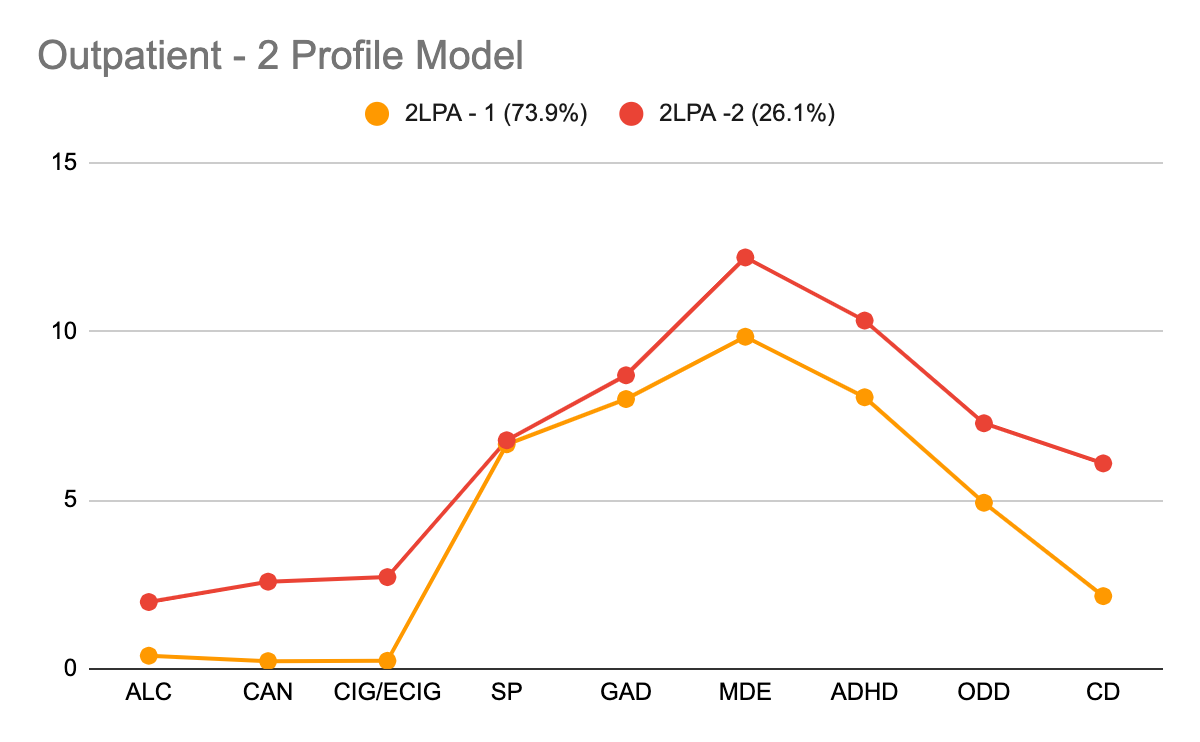 Outpatient - 2 Profile Model
2LPA - 1 (73.9%) 2LPA -2 (26.1%)
15
10
5
0
ALC CAN CIG/ECIG SP GAD MDE ADHD ODD CD